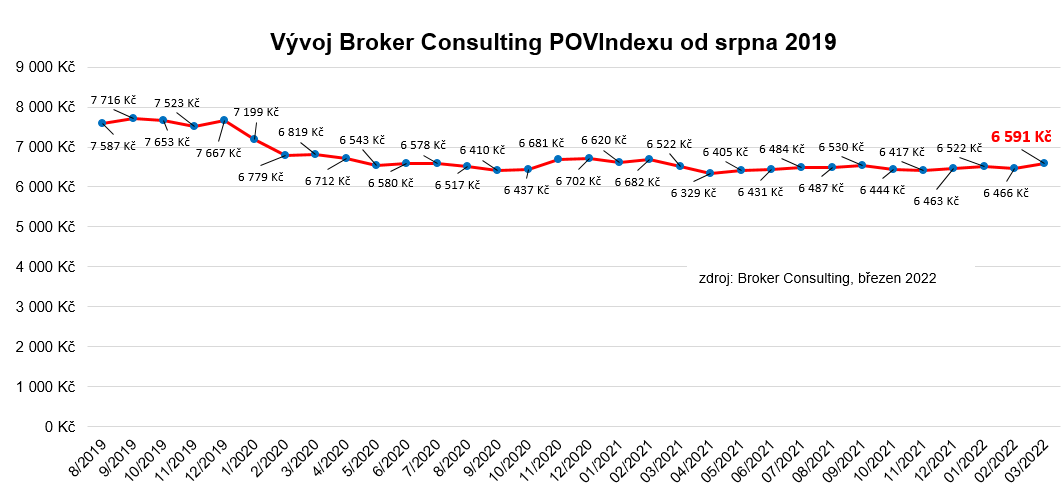 Vývoj Broker Consulting POVIndexu od srpna 2019
9 000 Kč
8 000 Kč
7 000 Kč
6 000 Kč
5 000 Kč
4 000 Kč
3 000 Kč
2 000 Kč
1 000 Kč
0 Kč
7 587 Kč
7 716 Kč
7 653 Kč
7 523 Kč
7 667 Kč
7 199 Kč
6 779 Kč
6 819 Kč
6 712 Kč
6 543 Kč
6 580 Kč
6 578 Kč
6 517 Kč
6 410 Kč
6 437 Kč
6 681 Kč
6 702 Kč
6 620 Kč
6 682 Kč
6 522 Kč
6 329 Kč
6 405 Kč
6 431 Kč
6 484 Kč
6 487 Kč
6 530 Kč
6 444 Kč
6 417 Kč
6 463 Kč
6 522 Kč
6 466 Kč
6 591 Kč
zdroj: Broker Consulting, březen 2022
8/2019
9/2019
10/2019
11/2019
12/2019
1/2020
2/2020
3/2020
4/2020
5/2020
6/2020
7/2020
8/2020
9/2020
10/2020
11/2020
12/2020
01/2021
02/2021
03/2021
04/2021
05/2021
06/2021
07/2021
08/2021
09/2021
10/2021
11/2021
12/2021
01/2022
02/2022
03/2022